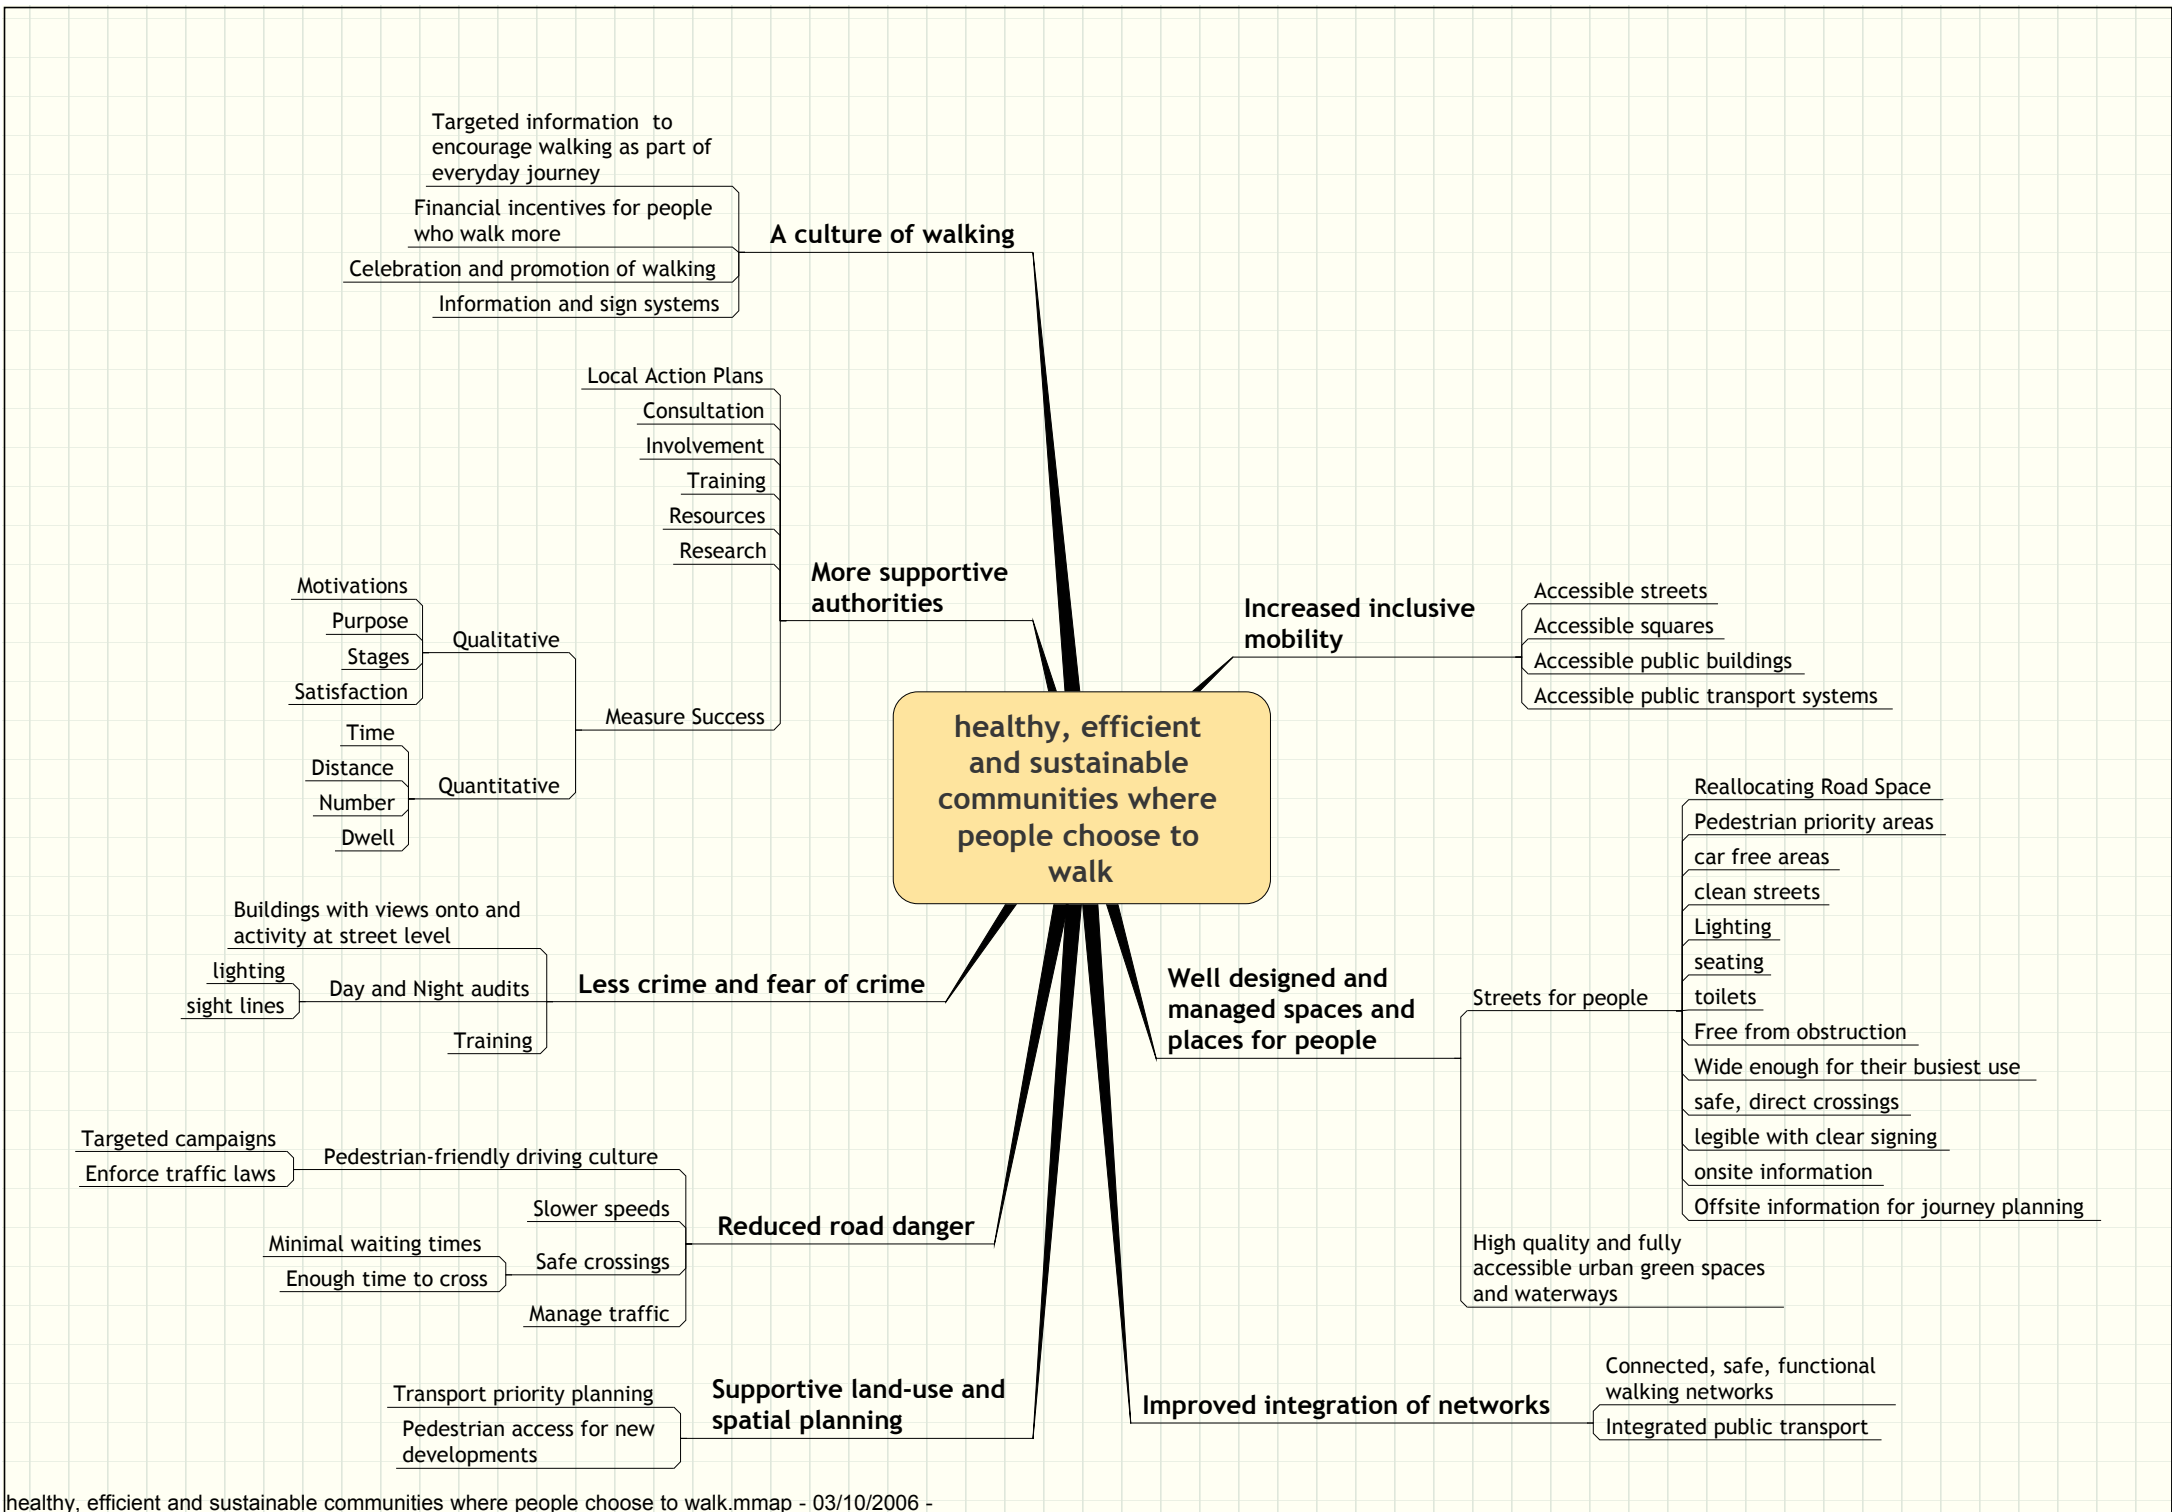 Targeted information  to
encourage walking as part of
everyday journey
Financial incentives for people
who walk more
Celebration and promotion of walking
Information and sign systems
A culture of walking
Local Action Plans
Consultation
Involvement
Training
Resources
Research
Motivations
Purpose
Stages
Satisfaction
Qualitative
Time
Distance
Number
Dwell
Quantitative
Measure Success
More supportive
authorities
Buildings with views onto and
activity at street level
lighting
sight lines
Day and Night audits
Training
Less crime and fear of crime
Targeted campaigns
Enforce traffic laws
Pedestrian-friendly driving culture
Slower speeds
Minimal waiting times
Enough time to cross
Safe crossings
Manage traffic
Reduced road danger
Transport priority planning
Pedestrian access for new
developments
Supportive land-use and
spatial planning
healthy, efficient
and sustainable
communities where
people choose to
walk
Increased inclusive
mobility
Accessible streets
Accessible squares
Accessible public buildings
Accessible public transport systems
Well designed and
managed spaces and
places for people
Streets for people
Reallocating Road Space
Pedestrian priority areas
car free areas
clean streets
Lighting
seating
toilets
Free from obstruction
Wide enough for their busiest use
safe, direct crossings
legible with clear signing
onsite information
Offsite information for journey planning
High quality and fully
accessible urban green spaces
and waterways
Improved integration of networks
Connected, safe, functional
walking networks
Integrated public transport
healthy, efficient and sustainable communities where people choose to walk.mmap - 03/10/2006 -